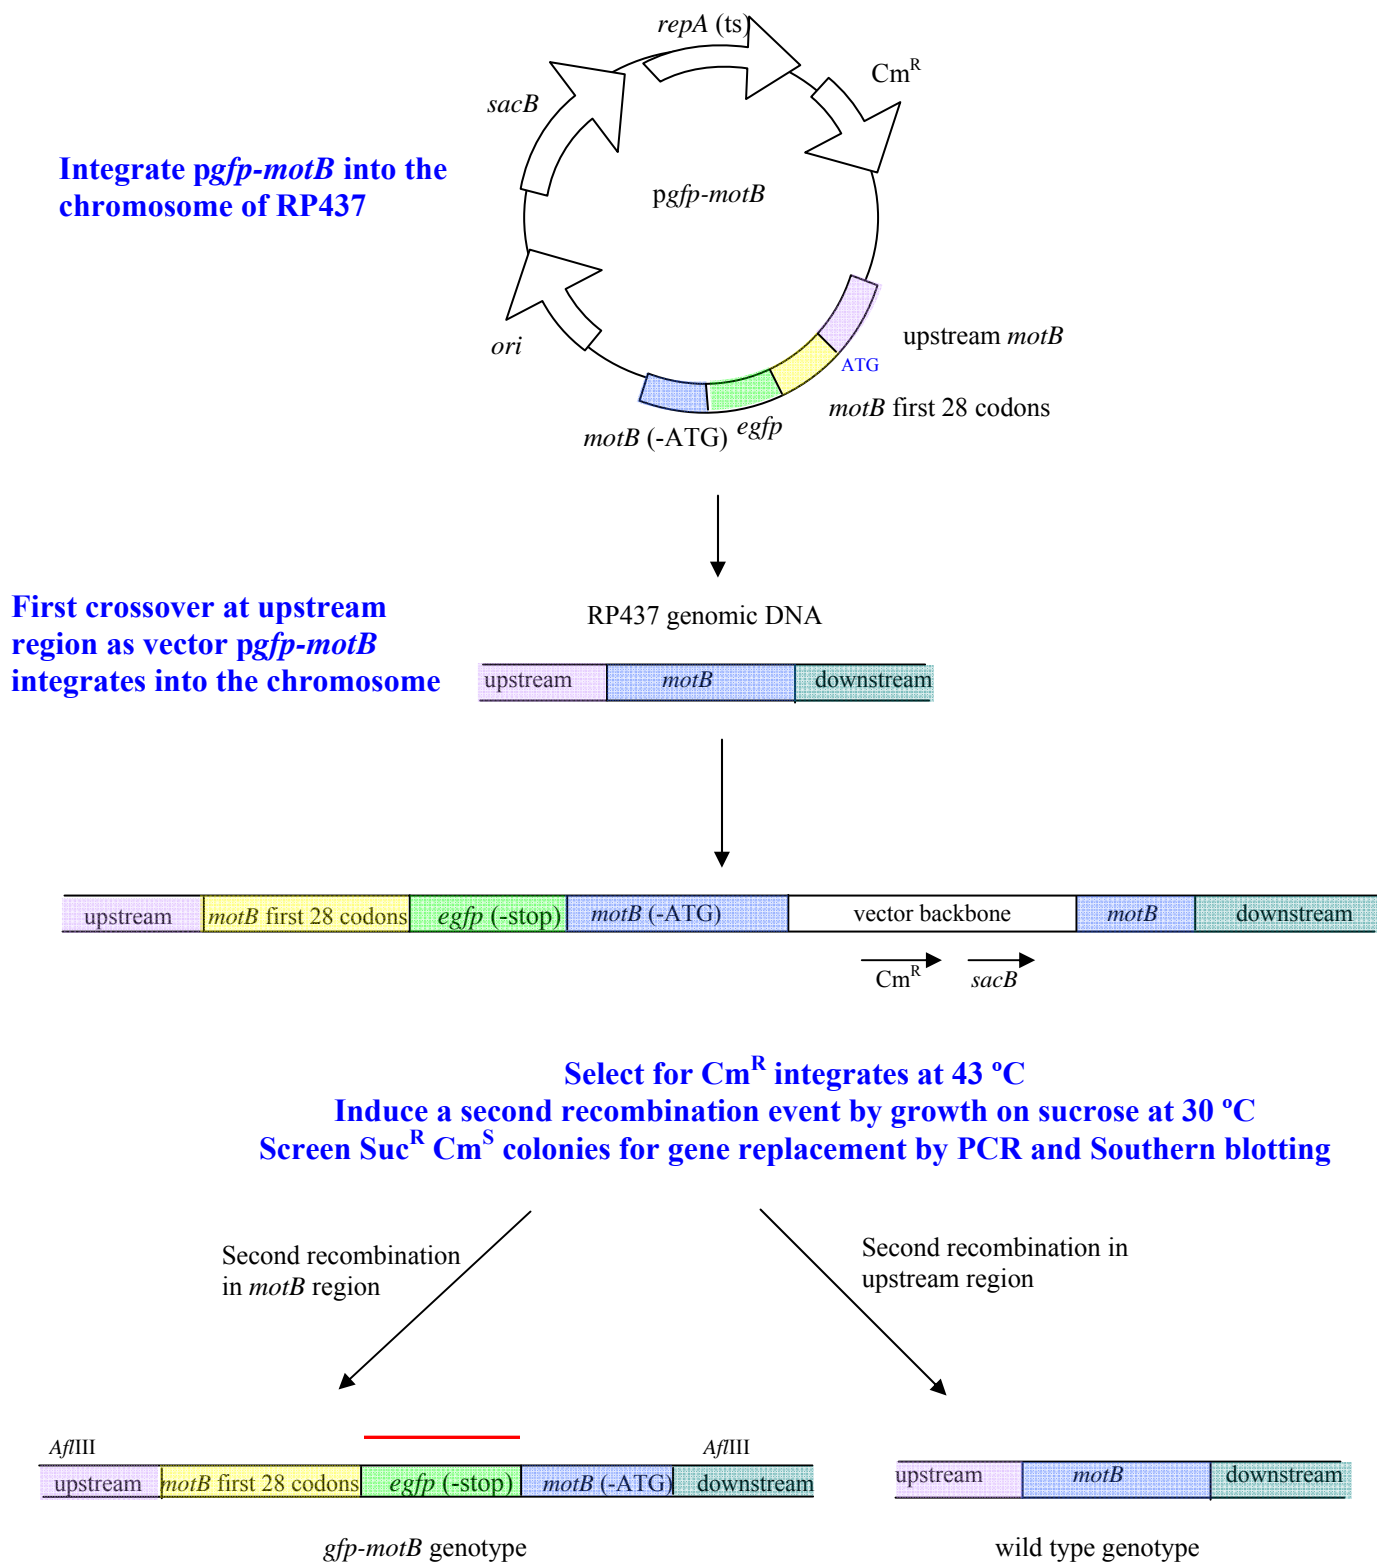 repA (ts)
Cm^R
sacB
Integrate pgfp-motB into the
chromosome of RP437
pgfp-motB
ori
upstream motB
ATG
motB first 28 codons
egfp
motB (-ATG)
First crossover at upstream
region as vector pgfp-motB
integrates into the chromosome
RP437 genomic DNA
upstream motB downstream
upstream motB first 28 codons egfp (-stop) motB (-ATG) vector backbone motB downstream
Cm^R sacB
Select for Cm^R integrates at 43 ºC
Induce a second recombination event by growth on sucrose at 30 ºC
Screen Suc^R Cm^S colonies for gene replacement by PCR and Southern blotting
Second recombination
in motB region
Second recombination in
upstream region
AflIII AflIII
upstream motB first 28 codons egfp (-stop) motB (-ATG) downstream
upstream motB downstream
gfp-motB genotype
wild type genotype